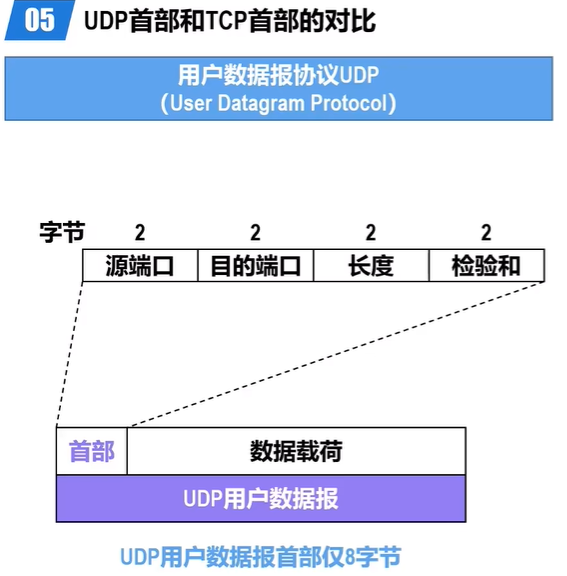 05 UDP首部和TCP首部的对比
用户数据报协议UDP
（User Datagram Protocol）
字节 2 2 2 2
源端口 目的端口 长度 检验和
首部 数据载荷
UDP用户数据报
UDP用户数据报首部仅8字节